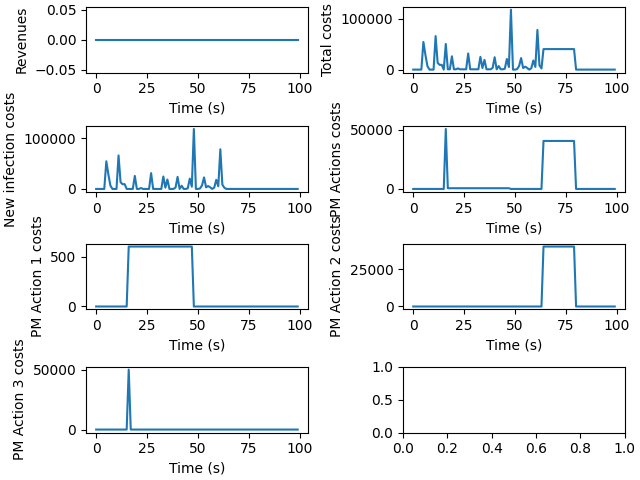 Revenues
0.05
0.00
−0.05
0 25 50 75 100
Time (s)
Total costs
100000
0
0 25 50 75 100
Time (s)
New infection costs
100000
0
0 25 50 75 100
Time (s)
PM Actions costs
50000
0
0 25 50 75 100
Time (s)
PM Action 1 costs
500
0
0 25 50 75 100
Time (s)
PM Action 2 costs
25000
0
0 25 50 75 100
Time (s)
PM Action 3 costs
50000
0
0 25 50 75 100
Time (s)
1.0
0.5
0.0
0.0 0.2 0.4 0.6 0.8 1.0